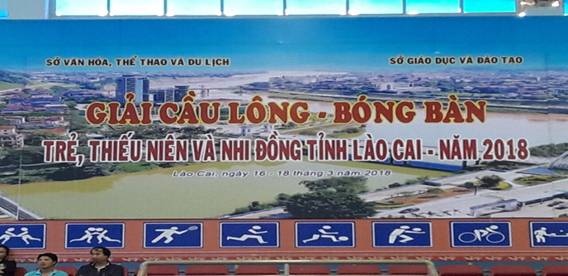 SỞ VĂN HÓA, THỂ THAO VÀ DU LỊCH SỞ GIÁO DỤC VÀ ĐÀO TẠO
GIẢI CẦU LÔNG - BÓNG BÀN
TRẺ, THIẾU NIÊN VÀ NHI ĐỒNG TỈNH LÀO CAI - NĂM 2018
Lào Cai, ngày 16 - 18 tháng 3 năm 2018